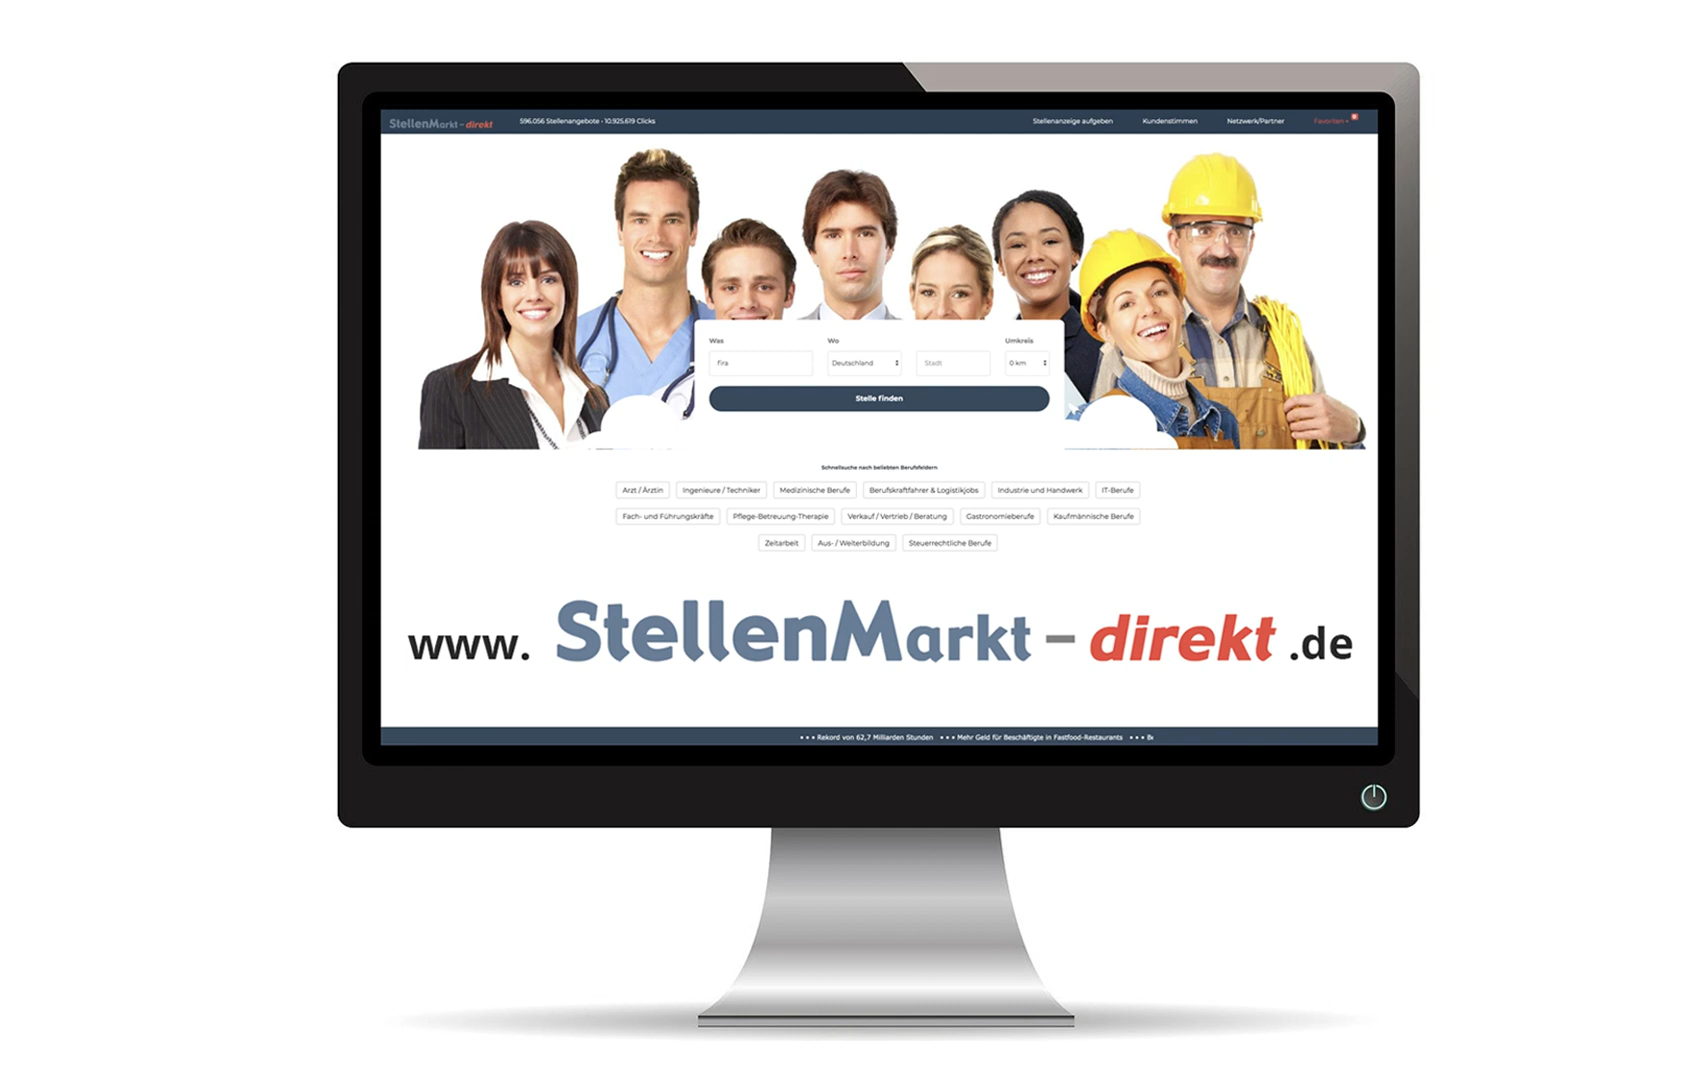 StellenMarkt-direkt 596.056 Stellenangebote - 10.925.619 Clicks Stellenanzeige aufgeben Kundenstimmen Netzwerk/Partner Favoriten
Was Wo Umkreis
fira Deutschland Stadt 0 km
Stelle finden
Schnellsuche nach beliebten Berufsfeldern
Arzt / Ärztin Ingenieure / Techniker Medizinische Berufe Berufskraftfahrer & Logistikjobs Industrie und Handwerk IT-Berufe
Fach- und Führungskräfte Pflege-Betreuung-Therapie Verkauf / Vertrieb / Beratung Gastronomieberufe Kaufmännische Berufe
Zeitarbeit Aus- / Weiterbildung Steuerrechtliche Berufe
www. StellenMarkt-direkt .de
• • • Rekord von 62,7 Milliarden Stunden • • • Mehr Geld für Beschäftigte in Fastfood-Restaurants • • •